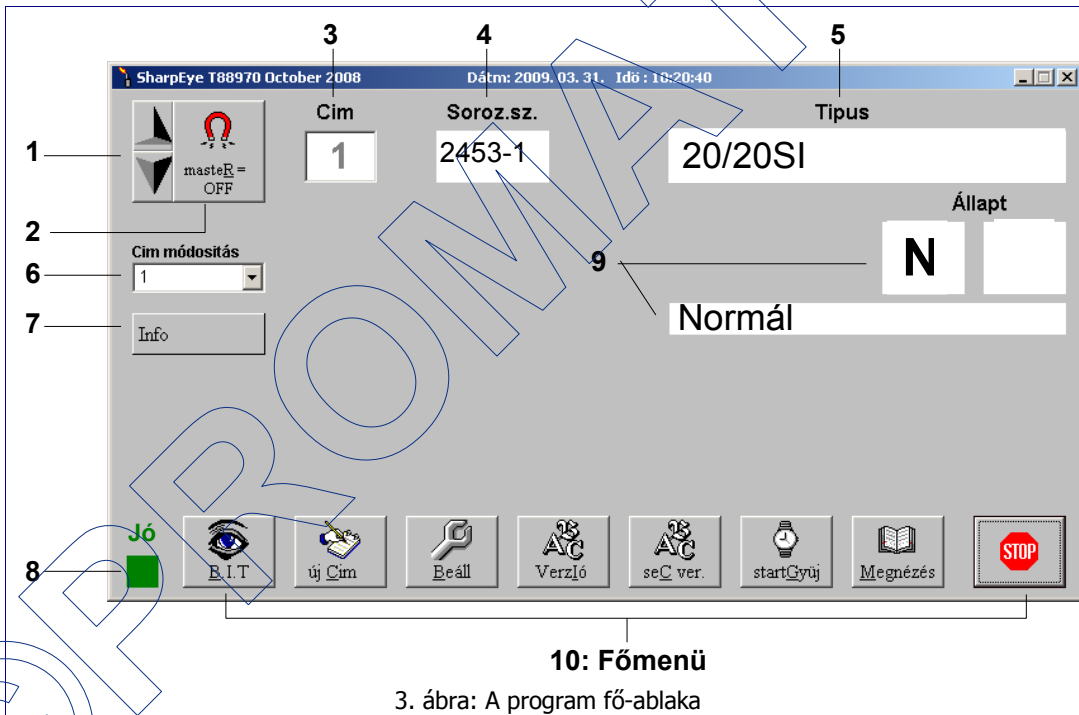 3 4 5
SharpEye T88970 October 2008 Dátm: 2009. 03. 31. Idö : 10:20:40
Cim Soroz.sz. Tipus
1 masteR = OFF 1 2453-1 20/20SI
2 Állapt
Cim módositás
6 1 9 N
7 Info Normál
Jó
8 B.I.T új Cim Beáll VerzIó seC ver. startGyüj Megnézés STOP
10: Főmenü
3. ábra: A program fő-ablaka
PROMAT